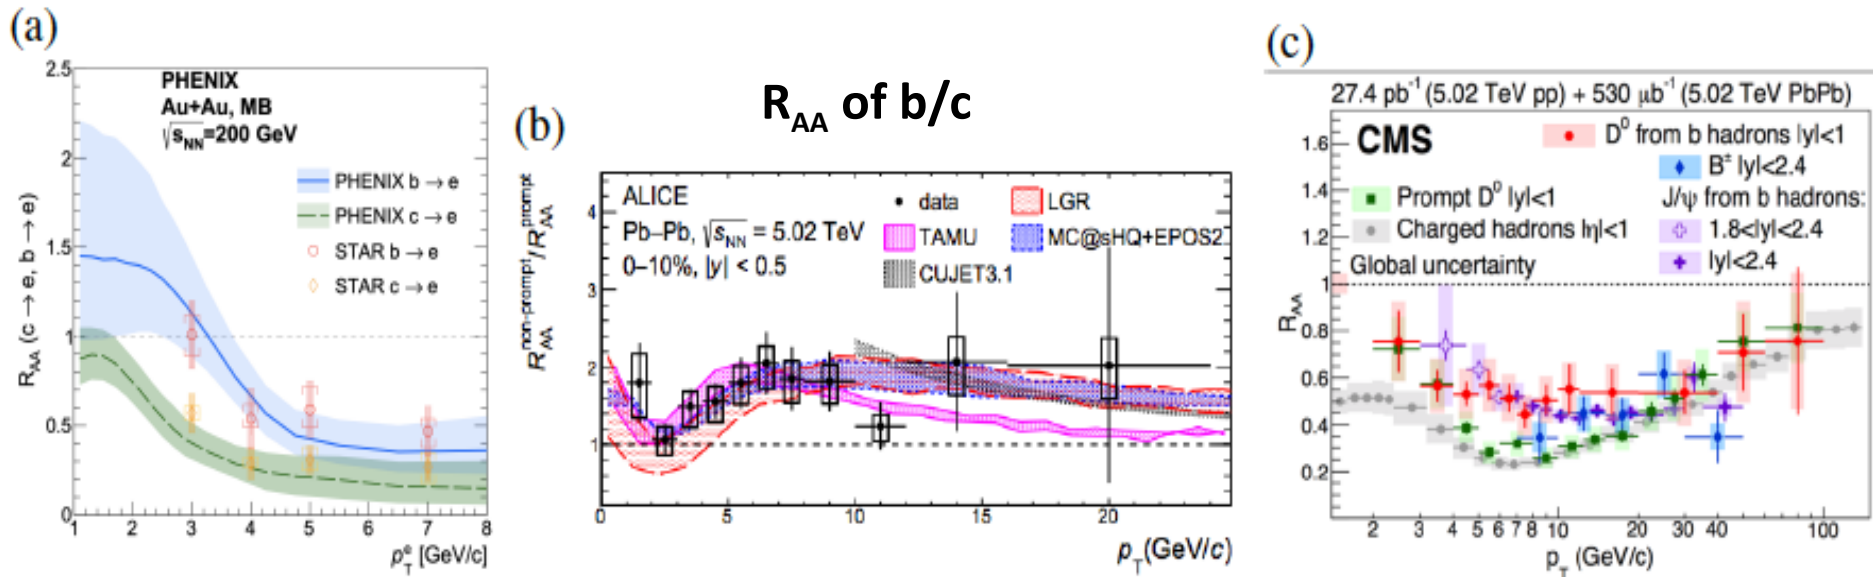 (a)
PHENIX
Au+Au, MB
√sNN=200 GeV
PHENIX b → e
PHENIX c → e
STAR b → e
STAR c → e
RAA (c → e, b → e)
2.5
2
1.5
1
0.5
0
1 2 3 4 5 6 7 8
peT [GeV/c]
RAA of b/c
(b)
ALICE
Pb–Pb, √sNN = 5.02 TeV
0–10%, |y| < 0.5
data
TAMU
CUJET3.1
LGR
MC@sHQ+EPOS2
Rnon-promptAA/RpromptAA
4
3
2
1
0 5 10 15 20
pT(GeV/c)
(c)
27.4 pb-1 (5.02 TeV pp) + 530 μb-1 (5.02 TeV PbPb)
CMS
D0 from b hadrons |y|<1
B± |y|<2.4
Prompt D0 |y|<1
J/ψ from b hadrons:
Charged hadrons |η|<1
1.8<|y|<2.4
Global uncertainty
|y|<2.4
RAA
1.6
1.4
1.2
1
0.8
0.6
0.4
0.2
2 3 4 5 6 7 8 10 20 30 40 100
pT (GeV/c)